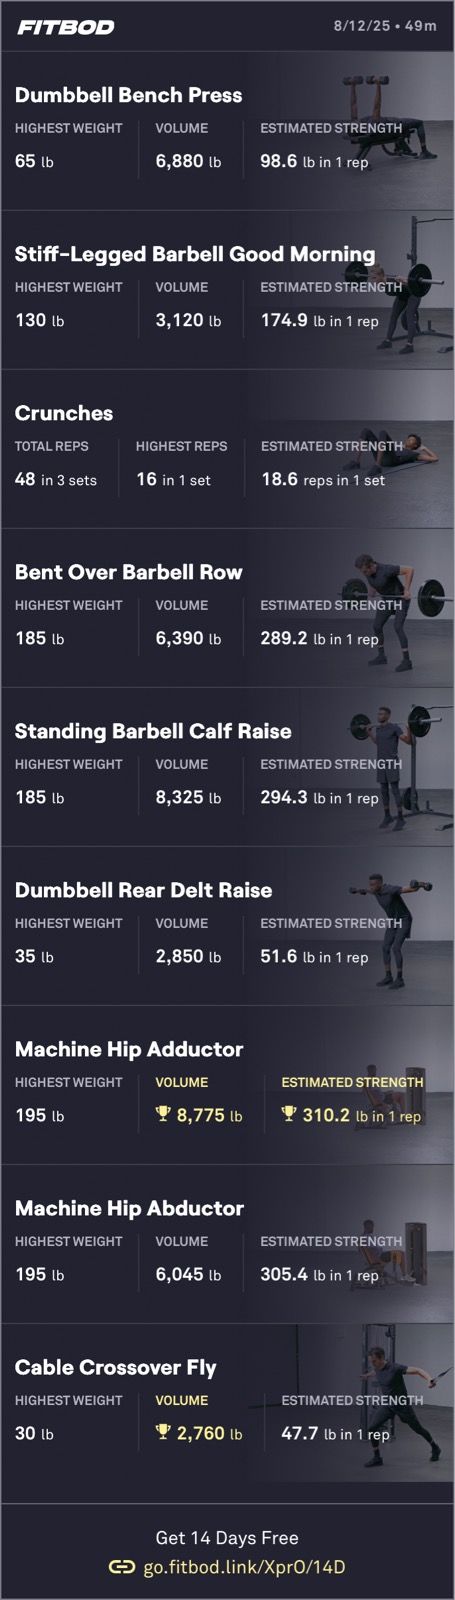 FITBOD 8/12/25 • 49m
Dumbbell Bench Press
HIGHEST WEIGHT VOLUME ESTIMATED STRENGTH
65 lb 6,880 lb 98.6 lb in 1 rep
Stiff-Legged Barbell Good Morning
HIGHEST WEIGHT VOLUME ESTIMATED STRENGTH
130 lb 3,120 lb 174.9 lb in 1 rep
Crunches
TOTAL REPS HIGHEST REPS ESTIMATED STRENGTH
48 in 3 sets 16 in 1 set 18.6 reps in 1 set
Bent Over Barbell Row
HIGHEST WEIGHT VOLUME ESTIMATED STRENGTH
185 lb 6,390 lb 289.2 lb in 1 rep
Standing Barbell Calf Raise
HIGHEST WEIGHT VOLUME ESTIMATED STRENGTH
185 lb 8,325 lb 294.3 lb in 1 rep
Dumbbell Rear Delt Raise
HIGHEST WEIGHT VOLUME ESTIMATED STRENGTH
35 lb 2,850 lb 51.6 lb in 1 rep
Machine Hip Adductor
HIGHEST WEIGHT VOLUME ESTIMATED STRENGTH
195 lb 8,775 lb 310.2 lb in 1 rep
Machine Hip Abductor
HIGHEST WEIGHT VOLUME ESTIMATED STRENGTH
195 lb 6,045 lb 305.4 lb in 1 rep
Cable Crossover Fly
HIGHEST WEIGHT VOLUME ESTIMATED STRENGTH
30 lb 2,760 lb 47.7 lb in 1 rep
Get 14 Days Free
go.fitbod.link/XprO/14D